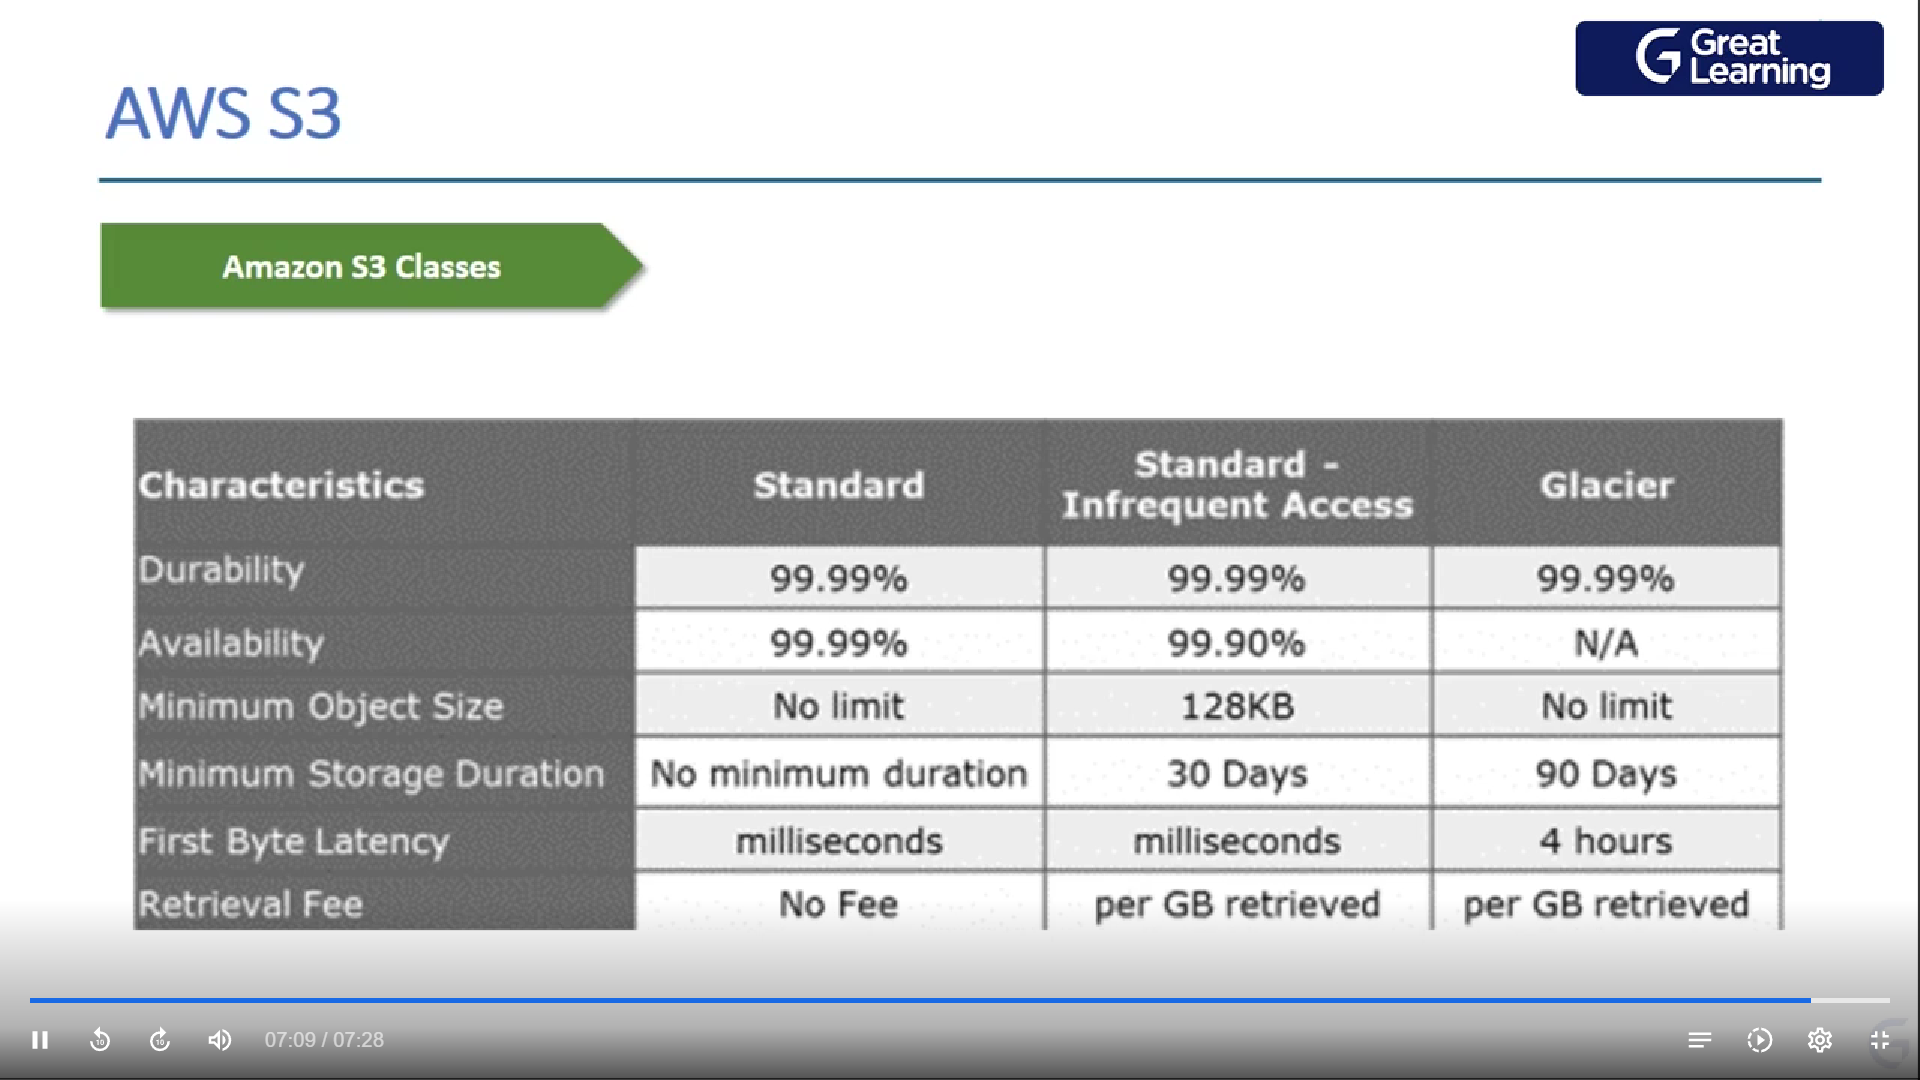 Great
Learning
AWS S3
Amazon S3 Classes
Characteristics Standard Standard - Infrequent Access Glacier
Durability 99.99% 99.99% 99.99%
Availability 99.99% 99.90% N/A
Minimum Object Size No limit 128KB No limit
Minimum Storage Duration No minimum duration 30 Days 90 Days
First Byte Latency milliseconds milliseconds 4 hours
Retrieval Fee No Fee per GB retrieved per GB retrieved
10 10 07:09 / 07:28